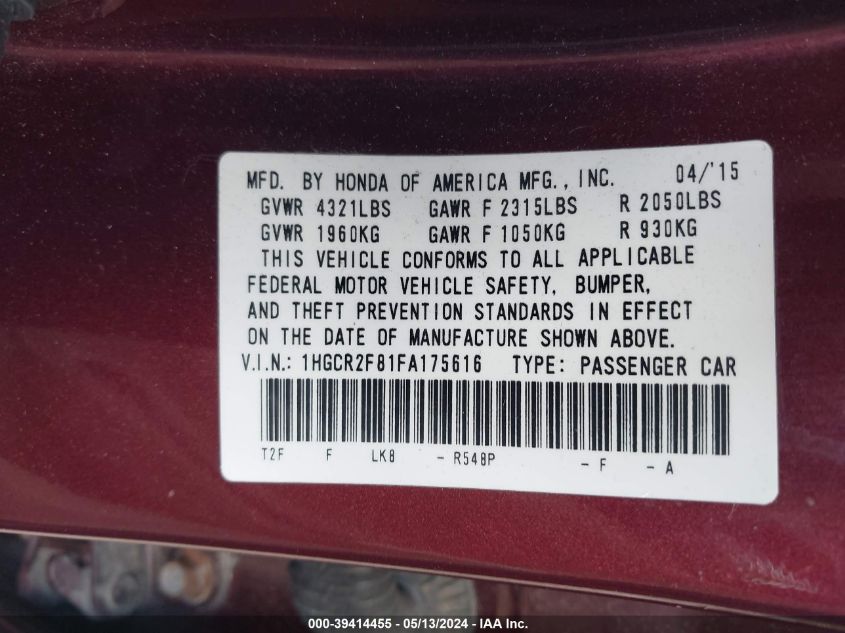 MFD. BY HONDA OF AMERICA MFG., INC. 04/'15
GVWR 4321LBS GAWR F 2315LBS R 2050LBS
GVWR 1960KG GAWR F 1050KG R 930KG
THIS VEHICLE CONFORMS TO ALL APPLICABLE
FEDERAL MOTOR VEHICLE SAFETY, BUMPER,
AND THEFT PREVENTION STANDARDS IN EFFECT
ON THE DATE OF MANUFACTURE SHOWN ABOVE.
V.I.N.: 1HGCR2F81FA175616 TYPE: PASSENGER CAR
T2F F LK8 - R548P - F - A
000-39414455 - 05/13/2024 - IAA Inc.